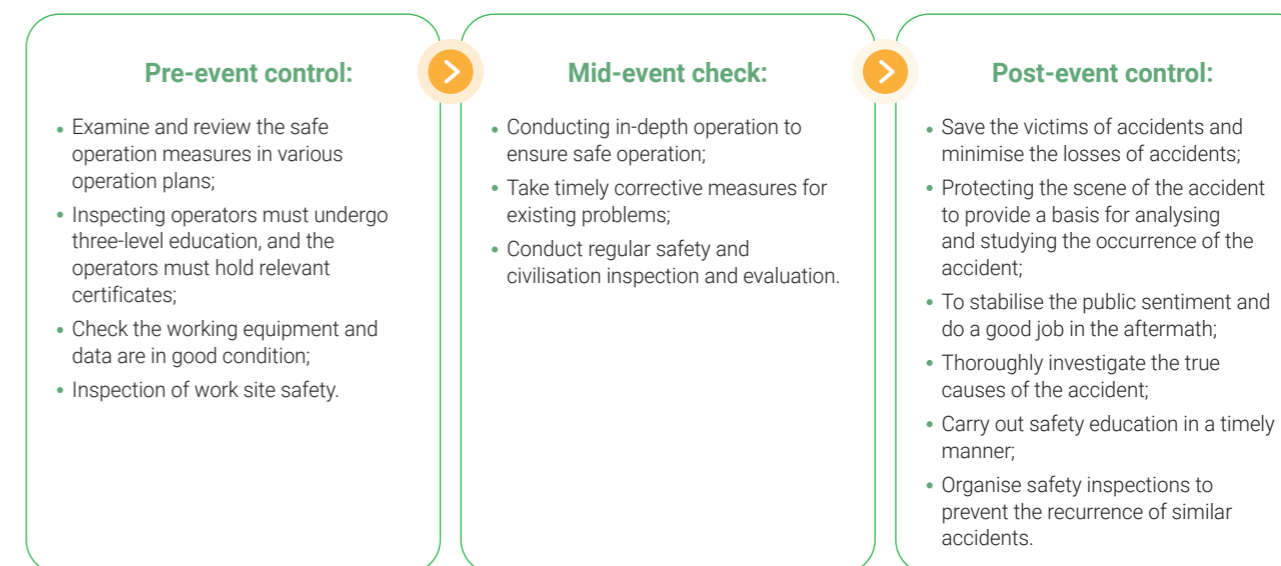 Pre-event control:
• Examine and review the safe
operation measures in various
operation plans;
• Inspecting operators must undergo
three-level education, and the
operators must hold relevant
certificates;
• Check the working equipment and
data are in good condition;
• Inspection of work site safety.
Mid-event check:
• Conducting in-depth operation to
ensure safe operation;
• Take timely corrective measures for
existing problems;
• Conduct regular safety and
civilisation inspection and evaluation.
Post-event control:
• Save the victims of accidents and
minimise the losses of accidents;
• Protecting the scene of the accident
to provide a basis for analysing
and studying the occurrence of the
accident;
• To stabilise the public sentiment and
do a good job in the aftermath;
• Thoroughly investigate the true
causes of the accident;
• Carry out safety education in a timely
manner;
• Organise safety inspections to
prevent the recurrence of similar
accidents.